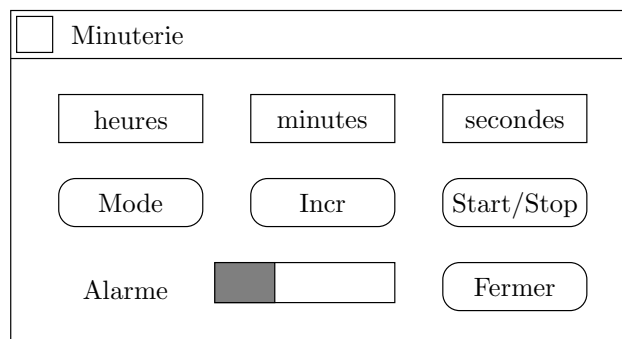 Minuterie
heures minutes secondes
Mode Incr Start/Stop
Alarme Fermer